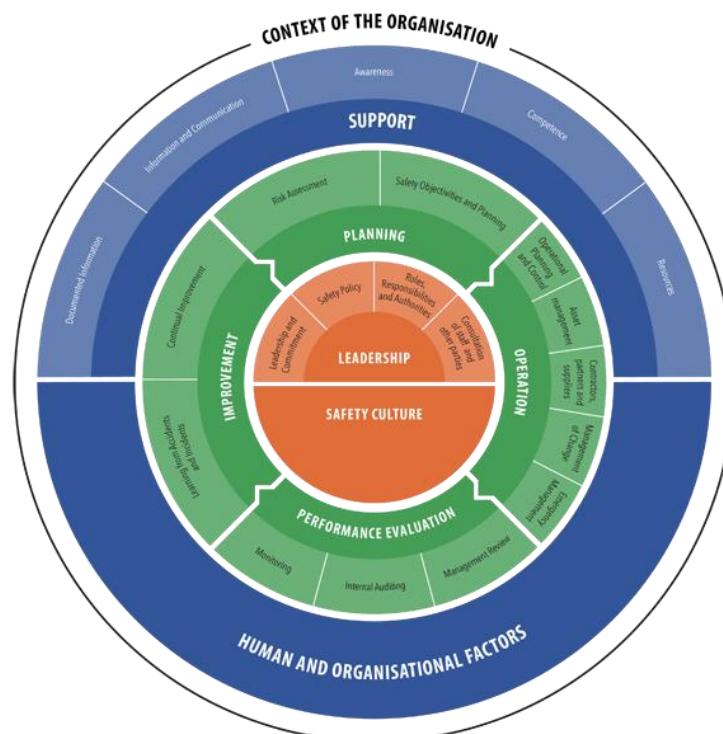 CONTEXT OF THE ORGANISATION
Awareness
Information and Communication
Competence
Documented Information
Resources
SUPPORT
Risk Assessment
Safety Objectivities and Planning
PLANNING
Continual Improvement
Learning from Accidents
and Incidents
IMPROVEMENT
Operational
Planning
and Control
Asset
management
Contractors,
partners and
suppliers
Management
of Change
Emergency
Management
OPERATION
Leadership and
Commitment
Safety Policy
Roles,
Responsibilities
and Authorities
Consultation
of staff and
other parties
LEADERSHIP
SAFETY CULTURE
PERFORMANCE EVALUATION
Monitoring
Internal Auditing
Management Review
HUMAN AND ORGANISATIONAL FACTORS